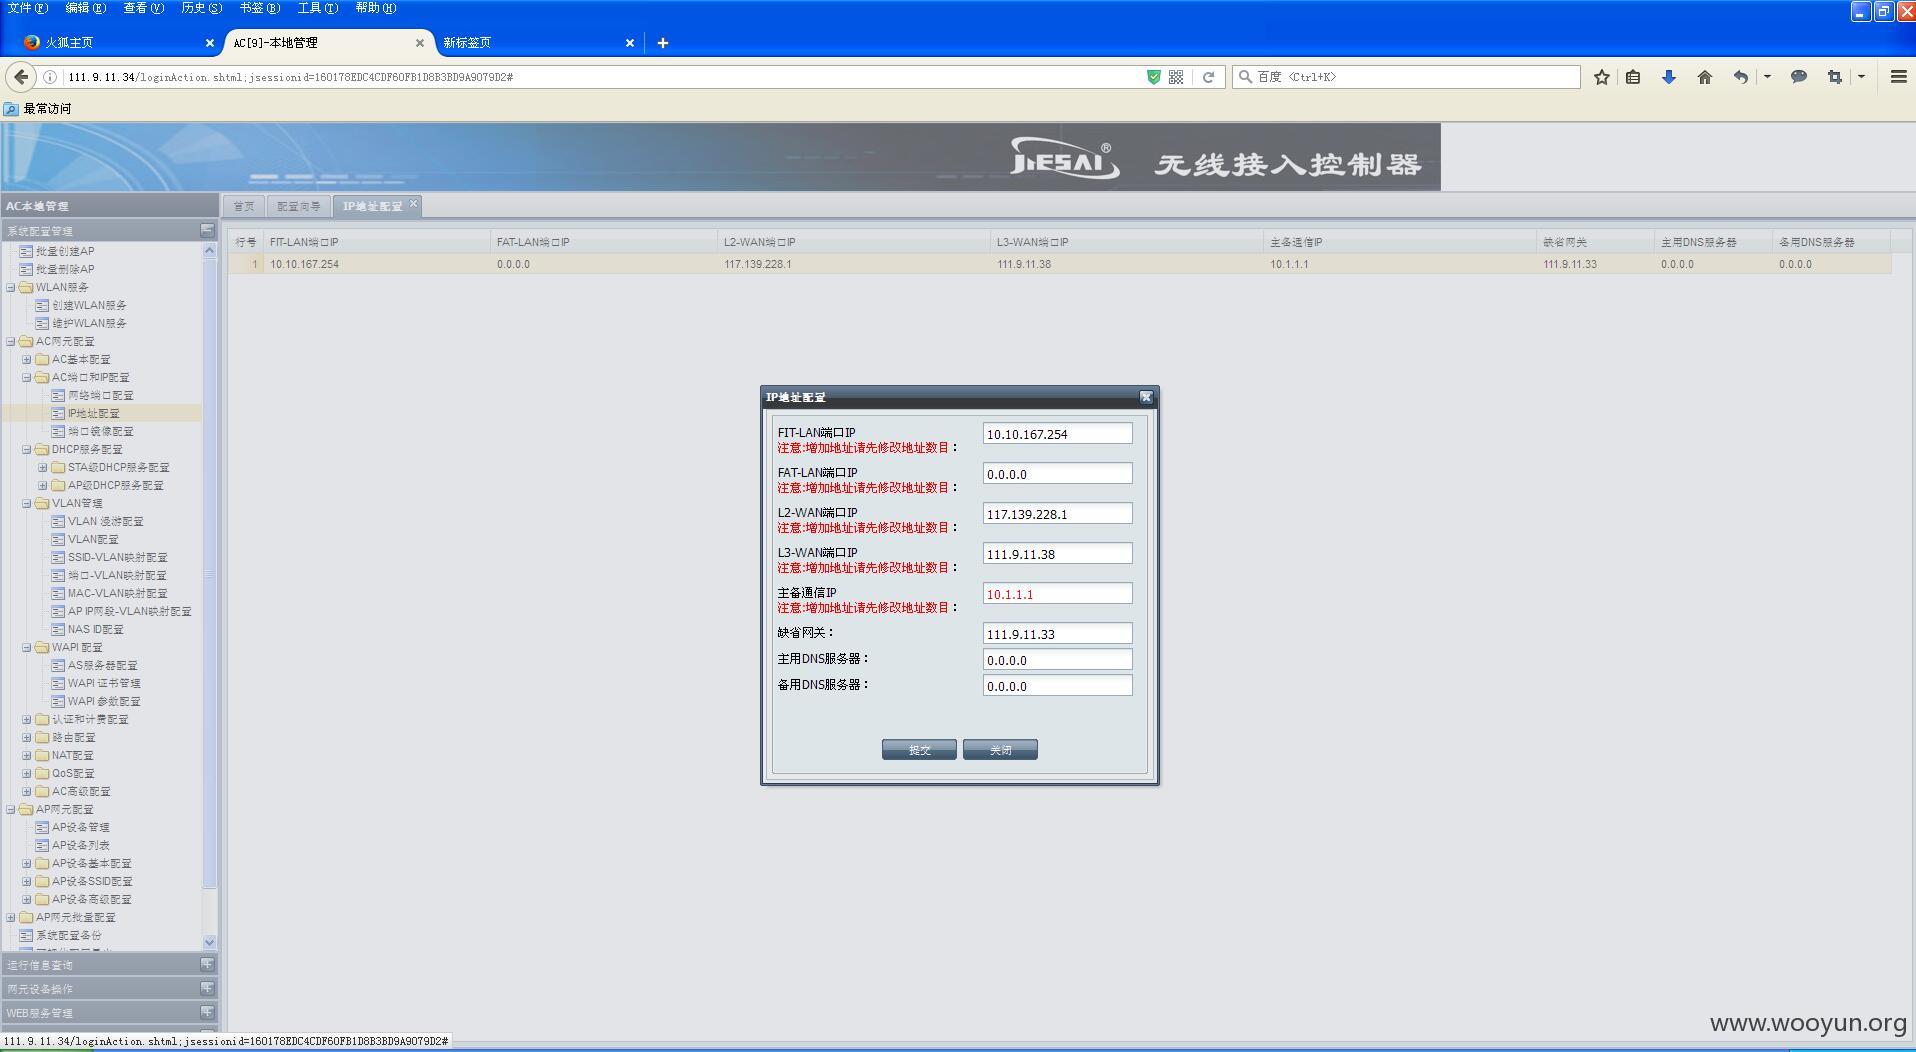 文件(F) 编辑(E) 查看(V) 历史(S) 书签(B) 工具(T) 帮助(H)
火狐主页 × AC[9]-本地管理 × 新标签页 × +
111.9.11.34/loginAction.shtml;jsessionid=160178EDC4CDF60FB1D8B3BD9A9079D2#
百度 <Ctrl+K>
最常访问
JIESAI® 无线接入控制器
AC本地管理
首页 配置向导 IP地址配置
系统配置管理
批量创建AP
批量删除AP
WLAN服务
创建WLAN服务
维护WLAN服务
AC网元配置
AC基本配置
AC端口和IP配置
网络端口配置
IP地址配置
端口镜像配置
DHCP服务配置
STA级DHCP服务配置
AP级DHCP服务配置
VLAN管理
VLAN 漫游配置
VLAN配置
SSID-VLAN映射配置
端口-VLAN映射配置
MAC-VLAN映射配置
AP IP网段-VLAN映射配置
NAS ID配置
WAPI 配置
AS服务器配置
WAPI 证书管理
WAPI 参数配置
认证和计费配置
路由配置
NAT配置
QoS配置
AC高级配置
AP网元配置
AP设备管理
AP设备列表
AP设备基本配置
AP设备SSID配置
AP设备高级配置
AP网元批量配置
系统配置备份
运行信息查询
网元设备操作
WEB服务管理
行号 FIT-LAN端口IP FAT-LAN端口IP L2-WAN端口IP L3-WAN端口IP 主备通信IP 缺省网关 主用DNS服务器 备用DNS服务器
1 10.10.167.254 0.0.0.0 117.139.228.1 111.9.11.38 10.1.1.1 111.9.11.33 0.0.0.0 0.0.0.0
IP地址配置
FIT-LAN端口IP
注意:增加地址请先修改地址数目： 10.10.167.254
FAT-LAN端口IP
注意:增加地址请先修改地址数目： 0.0.0.0
L2-WAN端口IP
注意:增加地址请先修改地址数目： 117.139.228.1
L3-WAN端口IP
注意:增加地址请先修改地址数目： 111.9.11.38
主备通信IP
注意:增加地址请先修改地址数目： 10.1.1.1
缺省网关： 111.9.11.33
主用DNS服务器： 0.0.0.0
备用DNS服务器： 0.0.0.0
提交 关闭
www.wooyun.org
111.9.11.34/loginAction.shtml;jsessionid=160178EDC4CDF60FB1D8B3BD9A9079D2#